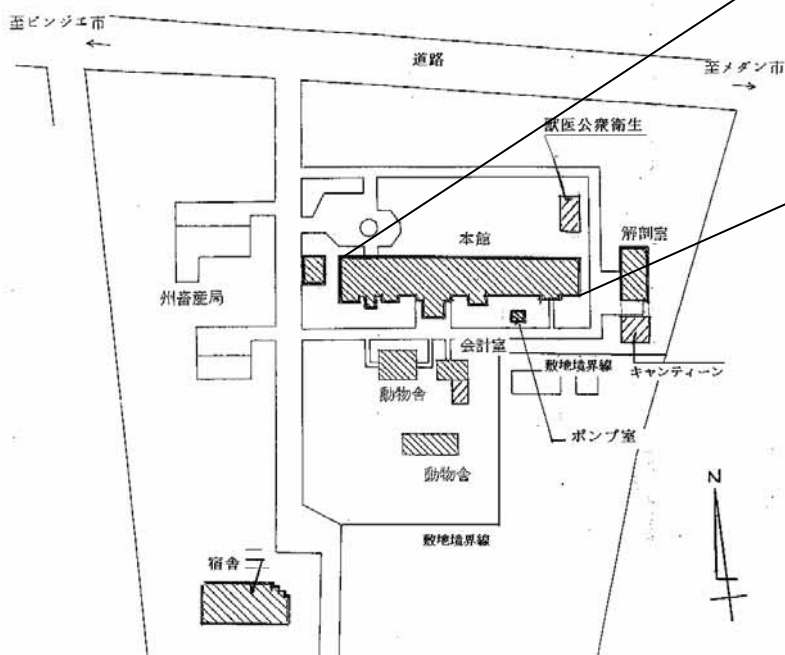 至ビンジェ市
道路
至メダン市
獣医公衆衛生
本館
解剖室
州畜産局
会計室
敷地境界線
キャンティーン
動物舎
ポンプ室
動物舎
N
敷地境界線
宿舎